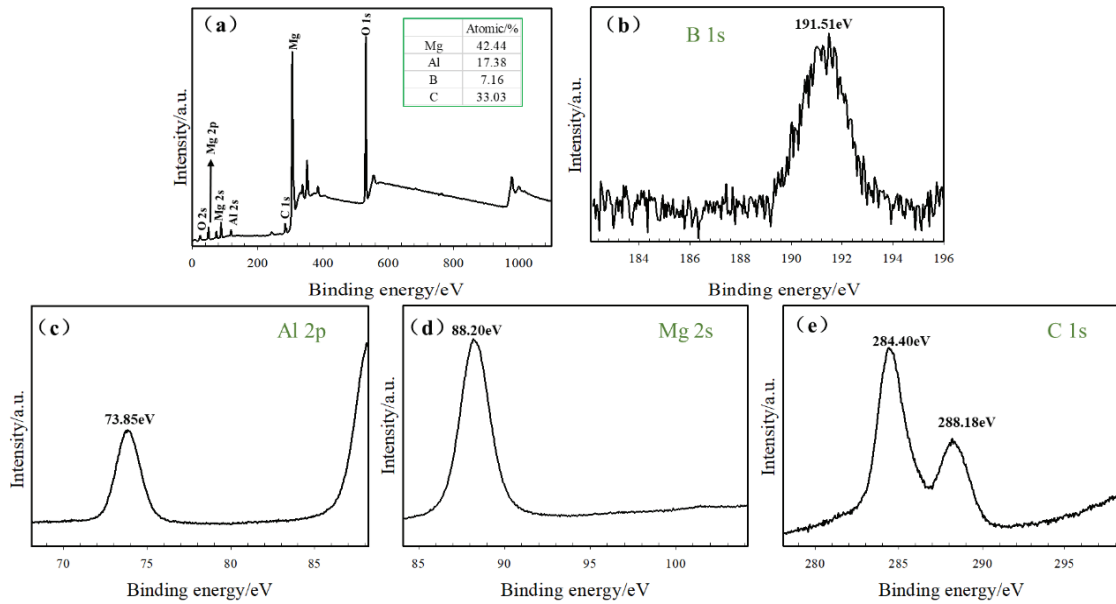 (a)
Atomic/%
Mg 42.44
Al 17.38
B 7.16
C 33.03
O 2s
Mg 2p
Mg 2s
Al 2s
C 1s
Mg
O 1s
Intensity/a.u.
0 200 400 600 800 1000
Binding energy/eV
(b)
B 1s
191.51eV
Intensity/a.u.
184 186 188 190 192 194 196
Binding energy/eV
(c)
Al 2p
73.85eV
Intensity/a.u.
70 75 80 85
Binding energy/eV
(d)
Mg 2s
88.20eV
Intensity/a.u.
85 90 95 100
Binding energy/eV
(e)
C 1s
284.40eV
288.18eV
Intensity/a.u.
280 285 290 295
Binding energy/eV